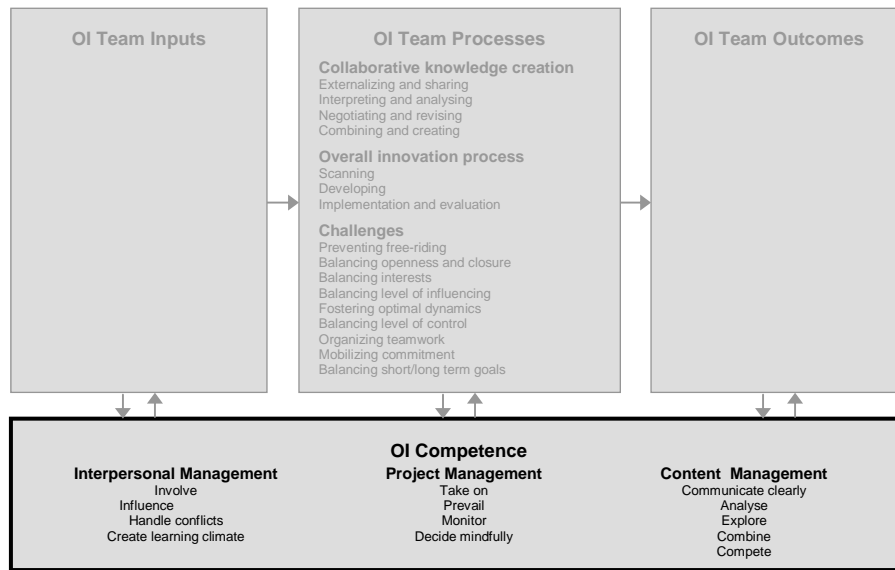 OI Team Inputs
OI Team Processes
Collaborative knowledge creation
Externalizing and sharing
Interpreting and analysing
Negotiating and revising
Combining and creating
Overall innovation process
Scanning
Developing
Implementation and evaluation
Challenges
Preventing free-riding
Balancing openness and closure
Balancing interests
Balancing level of influencing
Fostering optimal dynamics
Balancing level of control
Organizing teamwork
Mobilizing commitment
Balancing short/long term goals
OI Team Outcomes
OI Competence
Interpersonal Management
Involve
Influence
Handle conflicts
Create learning climate
Project Management
Take on
Prevail
Monitor
Decide mindfully
Content Management
Communicate clearly
Analyse
Explore
Combine
Compete